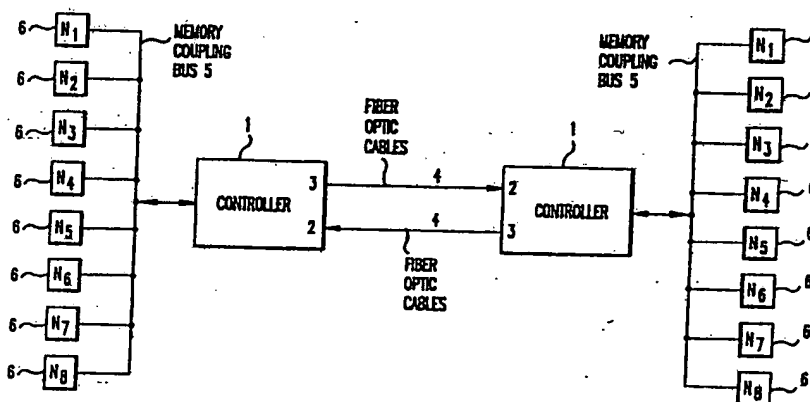 6 N1
6 N2
6 N3
6 N4
6 N5
6 N6
6 N7
6 N8
MEMORY
COUPLING
BUS 5
1
CONTROLLER
3
2
FIBER
OPTIC
CABLES
4
4
FIBER
OPTIC
CABLES
1
2
3
CONTROLLER
MEMORY
COUPLING
BUS 5
N1
N2
N3
N4
N5
N6 6
N7 6
N8 6